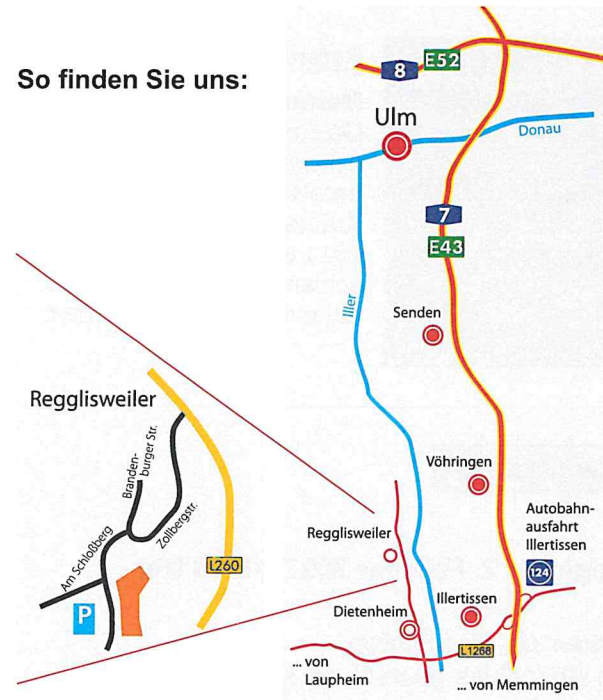 So finden Sie uns:
8
E52
Ulm
Donau
7
E43
Iller
Senden
Vöhringen
Autobahn-
ausfahrt
Illertissen
124
Regglisweiler
Dietenheim
Illertissen
L1268
... von
Laupheim
... von Memmingen
Regglisweiler
Branden-
burger Str.
Zollbergstr.
Am Schloßberg
L260
P